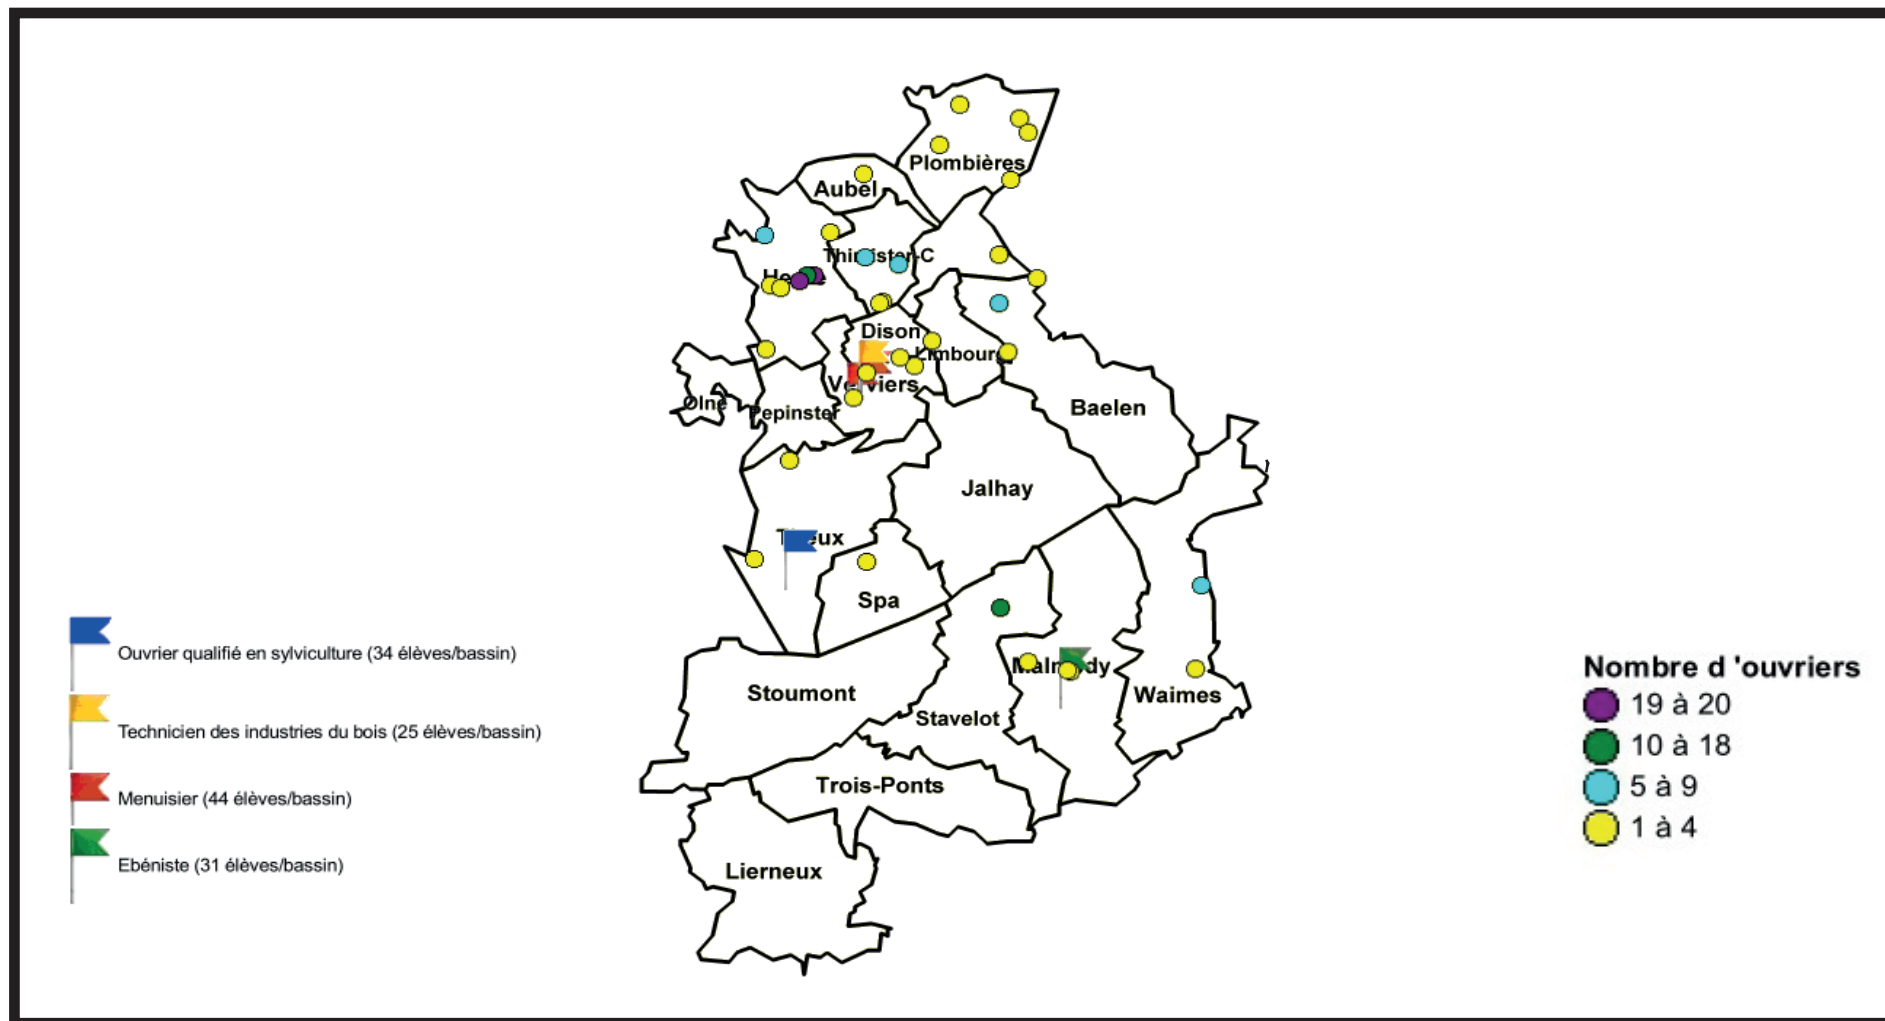 Plombières
Aubel
Thimister-C
Dison
Limbourg
Verviers
Olne
Pepinster
Baelen
Jalhay
Spa
Stoumont
Stavelot
Malmedy
Waimes
Trois-Ponts
Lierneux
Ouvrier qualifié en sylviculture (34 élèves/bassin)
Technicien des industries du bois (25 élèves/bassin)
Menuisier (44 élèves/bassin)
Ebéniste (31 élèves/bassin)
Nombre d 'ouvriers
19 à 20
10 à 18
5 à 9
1 à 4